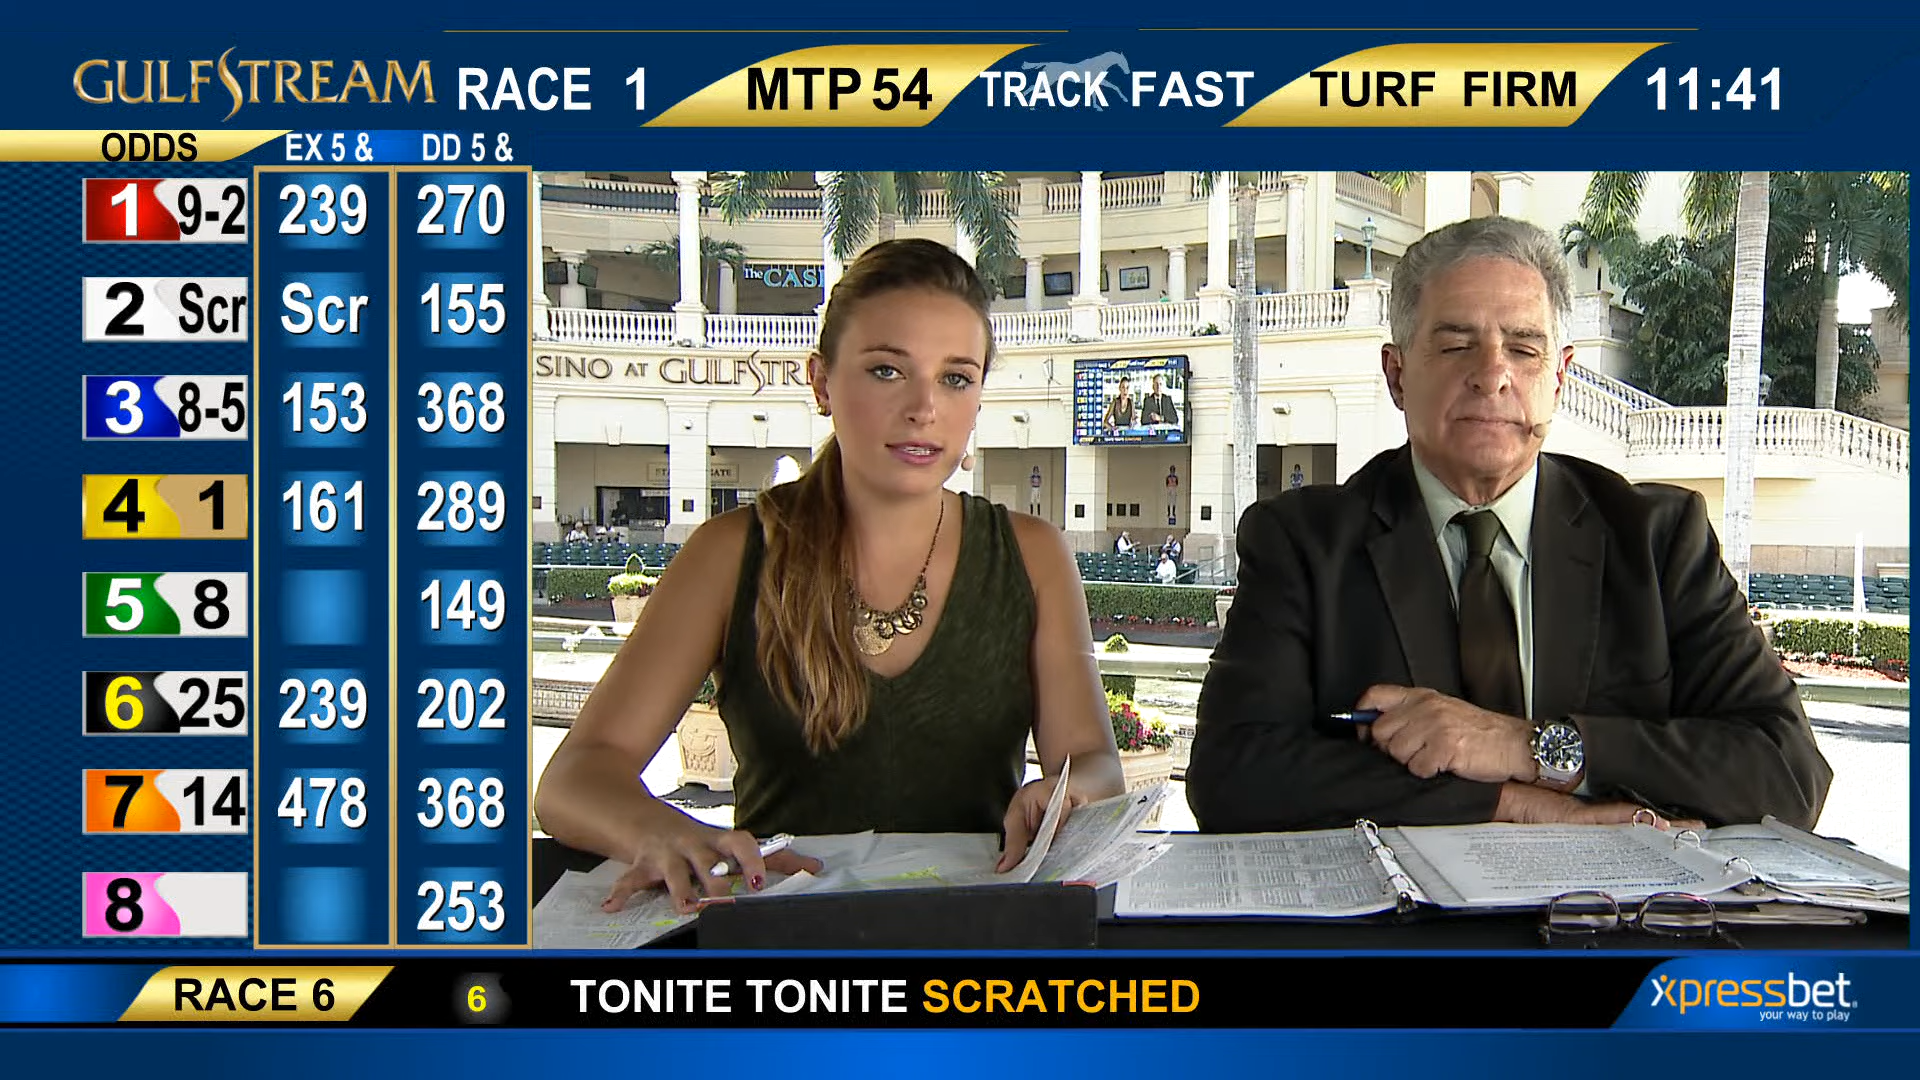 GULFSTREAM RACE 1 MTP 54 TRACK FAST TURF FIRM 11:41
ODDS EX 5 & DD 5 &
1 9-2 239 270
2 Scr Scr 155
3 8-5 153 368
4 1 161 289
5 8 149
6 25 239 202
7 14 478 368
8 253
The CAS
SINO AT GULFSTR
RACE 6 6 TONITE TONITE SCRATCHED
xpressbet
your way to play